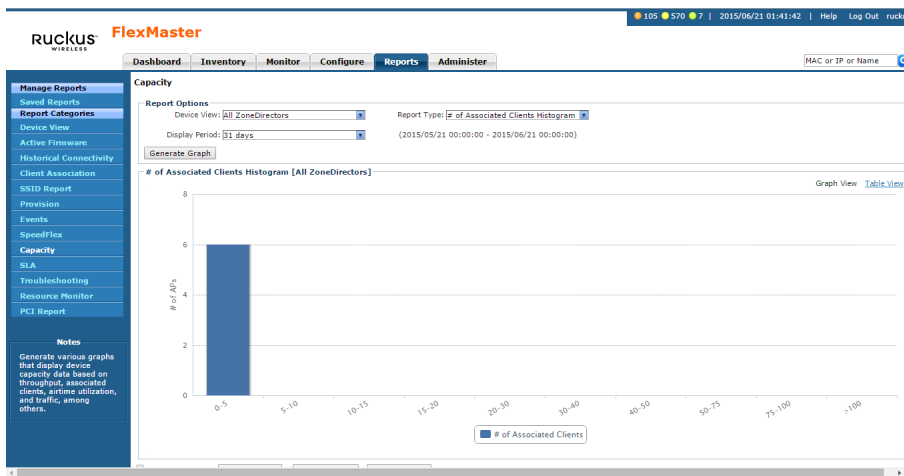 105 570 7 | 2015/06/21 01:41:42 | Help Log Out
RUCKUS WIRELESS
FlexMaster
Dashboard Inventory Monitor Configure Reports Administer
MAC or IP or Name
Manage Reports
Saved Reports
Report Categories
Device View
Active Firmware
Historical Connectivity
Client Association
SSID Report
Provision
Events
SpeedFlex
Capacity
SLA
Troubleshooting
Resource Monitor
PCI Report
Notes
Generate various graphs
that display device
capacity data based on
throughput, associated
clients, airtime utilization,
and traffic, among
others.
Capacity
Report Options
Device View: All ZoneDirectors Report Type: # of Associated Clients Histogram
Display Period: 31 days (2015/05/21 00:00:00 - 2015/06/21 00:00:00)
Generate Graph
# of Associated Clients Histogram [All ZoneDirectors]
Graph View Table View
8
6
4
2
0
# of APs
0-5 5-10 10-15 15-20 20-30 30-40 40-50 50-75 75-100 >100
# of Associated Clients